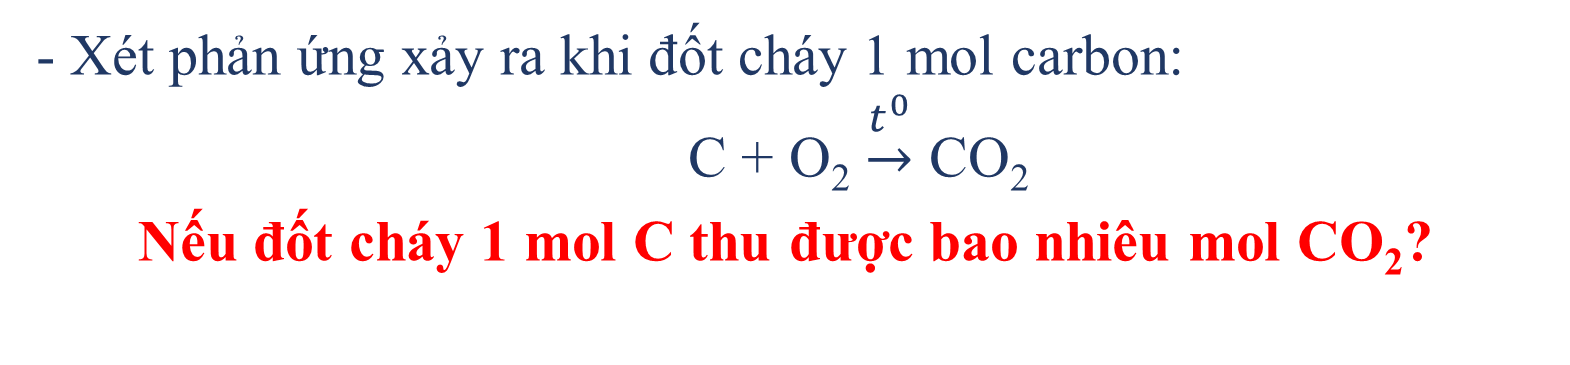 - Xét phản ứng xảy ra khi đốt cháy 1 mol carbon:
C + O₂ →(t⁰) CO₂
Nếu đốt cháy 1 mol C thu được bao nhiêu mol CO₂?